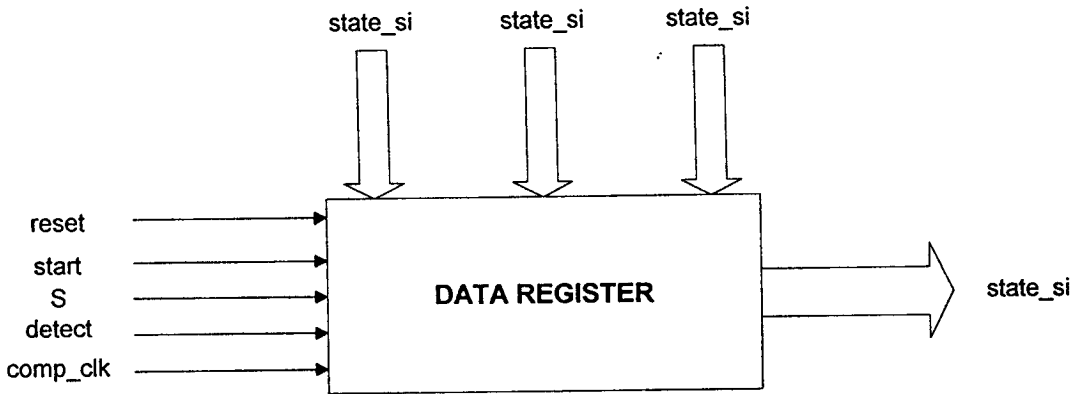 state_si state_si state_si
reset
start
S
detect
comp_clk
DATA REGISTER
state_si